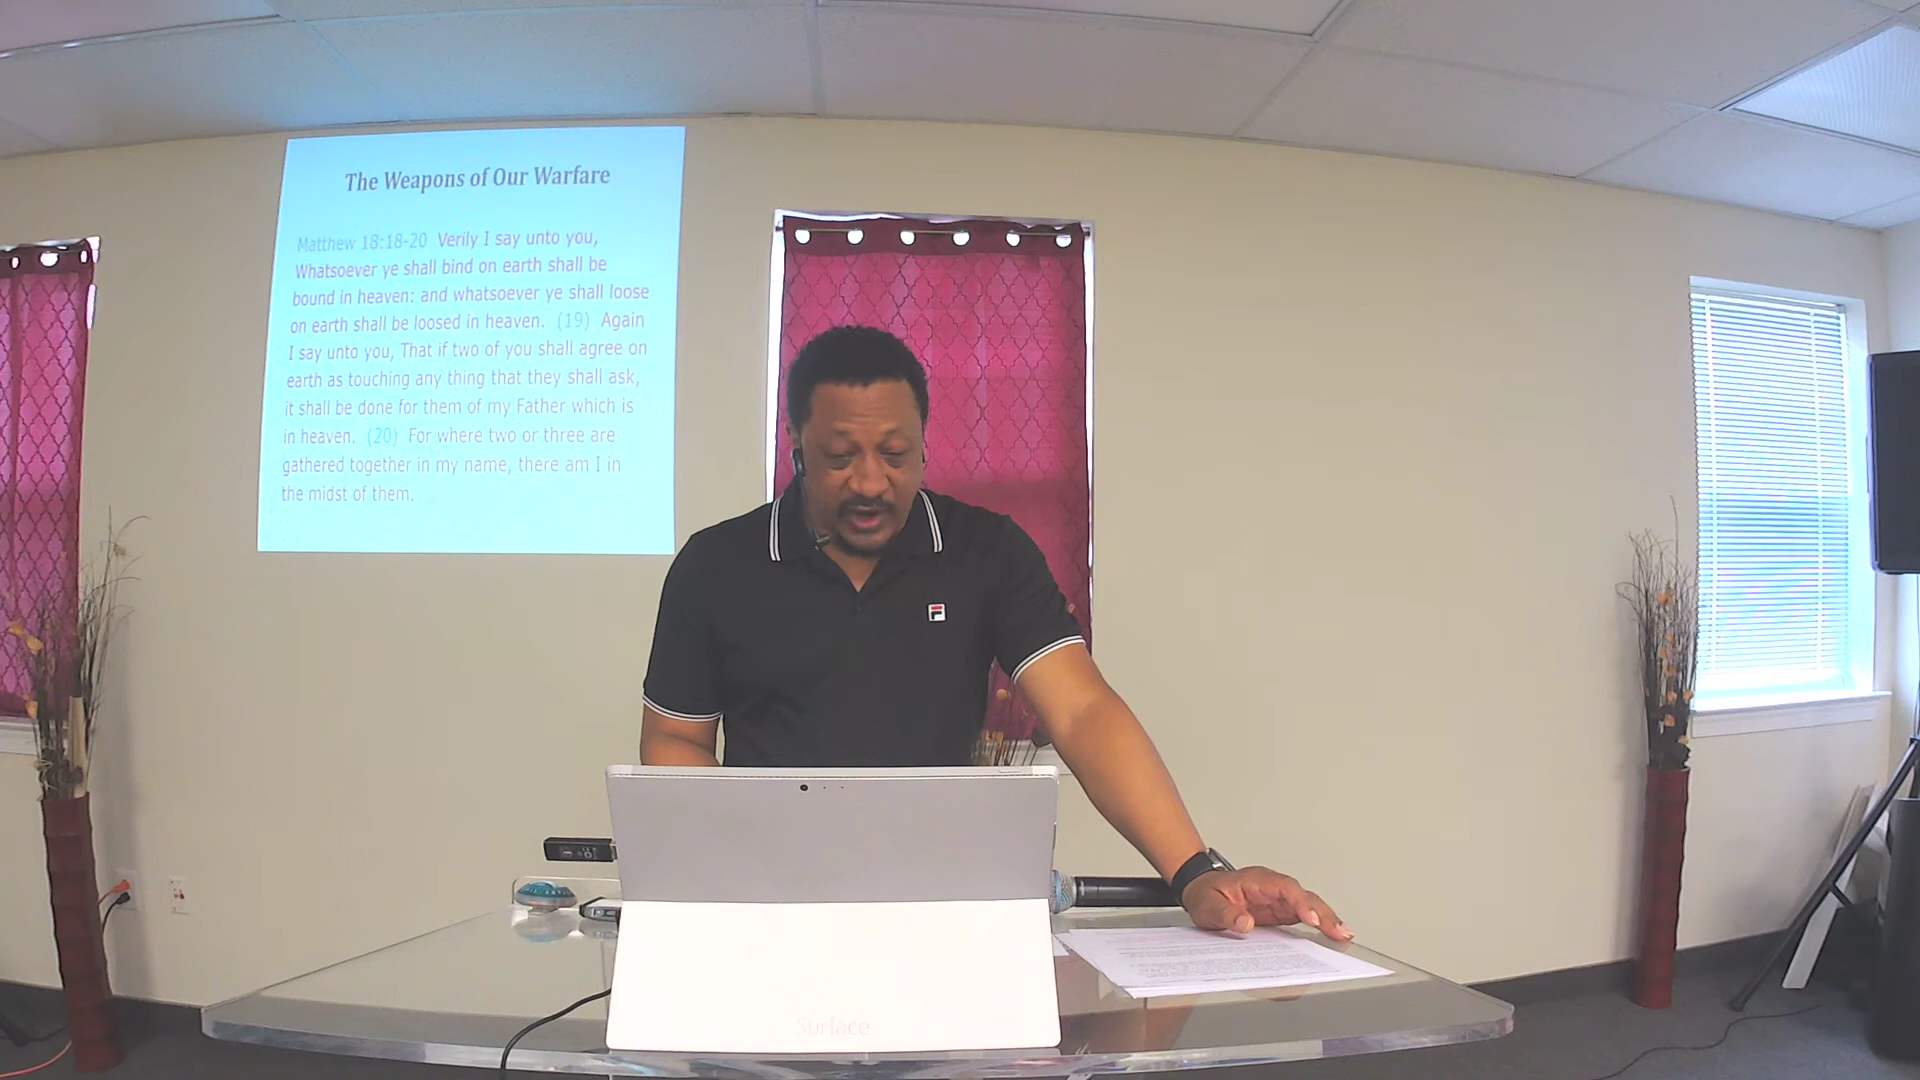 The Weapons of Our Warfare
Matthew 18:18-20 Verily I say unto you,
Whatsoever ye shall bind on earth shall be
bound in heaven: and whatsoever ye shall loose
on earth shall be loosed in heaven. (19) Again
I say unto you, That if two of you shall agree on
earth as touching any thing that they shall ask,
it shall be done for them of my Father which is
in heaven. (20) For where two or three are
gathered together in my name, there am I in
the midst of them.
Surface